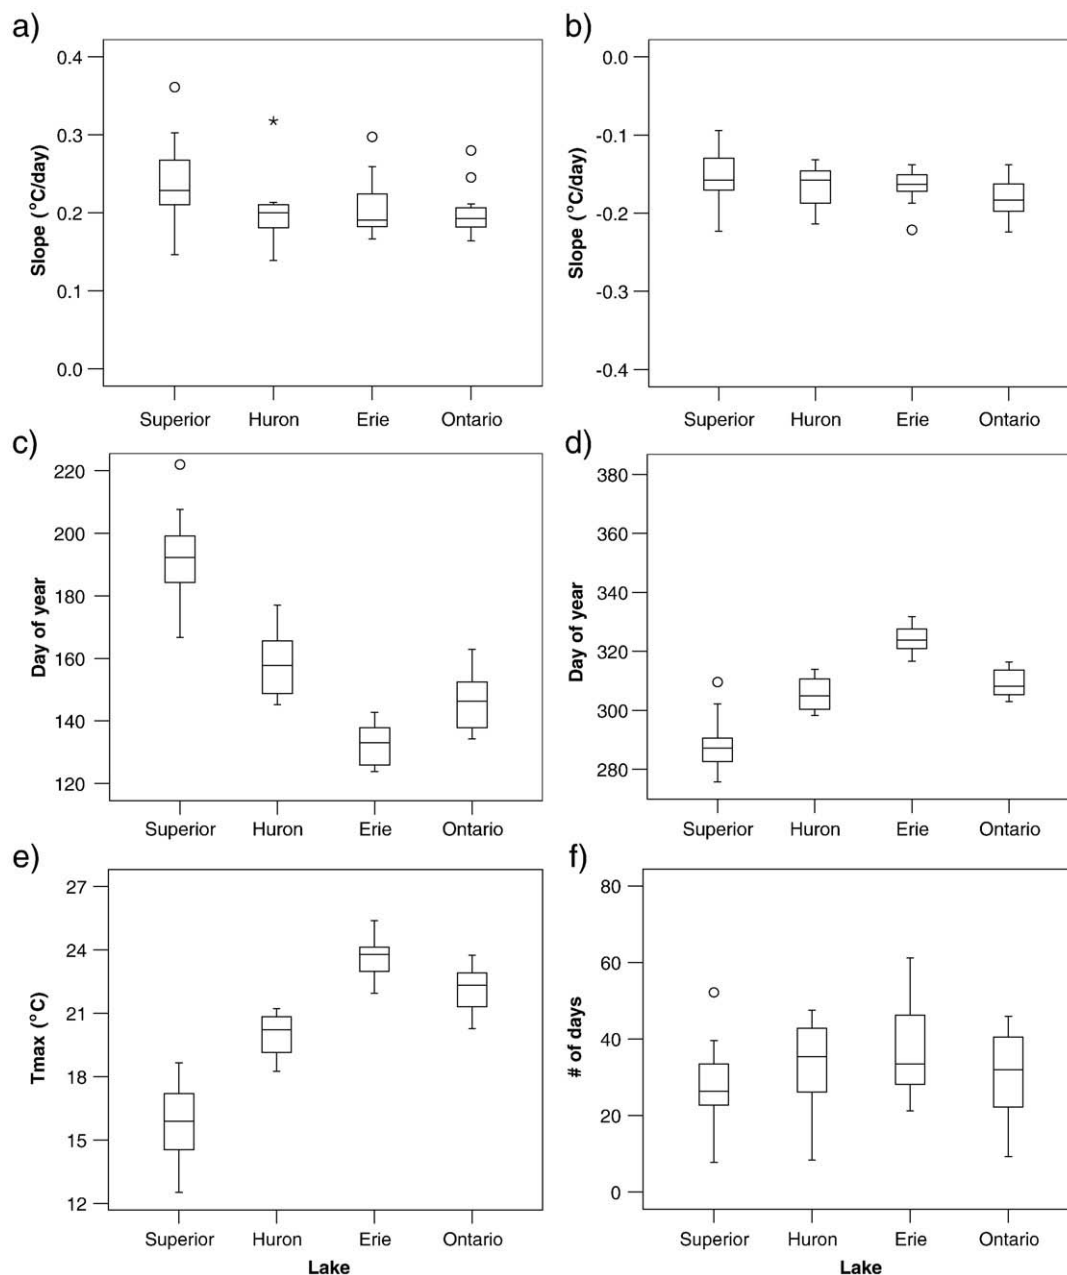 a)
0.4
0.3
0.2
0.1
0.0
Slope (°C/day)
Superior Huron Erie Ontario
b)
0.0
-0.1
-0.2
-0.3
-0.4
Slope (°C/day)
Superior Huron Erie Ontario
c)
220
200
180
160
140
120
Day of year
Superior Huron Erie Ontario
d)
380
360
340
320
300
280
Day of year
Superior Huron Erie Ontario
e)
27
24
21
18
15
12
Tmax (°C)
Superior Huron Erie Ontario
Lake
f)
80
60
40
20
0
# of days
Superior Huron Erie Ontario
Lake